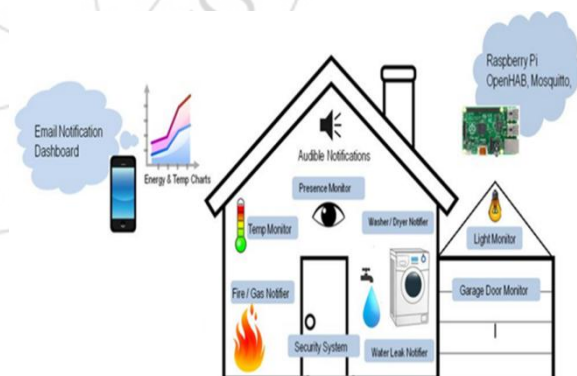 Raspberry Pi
OpenHAB, Mosquitto,
Email Notification
Dashboard
Energy & Temp Charts
Audible Notifications
Presence Monitor
Temp Monitor
Washer / Dryer Notifier
Light Monitor
Fire / Gas Notifier
Garage Door Monitor
Security System
Water Leak Notifier